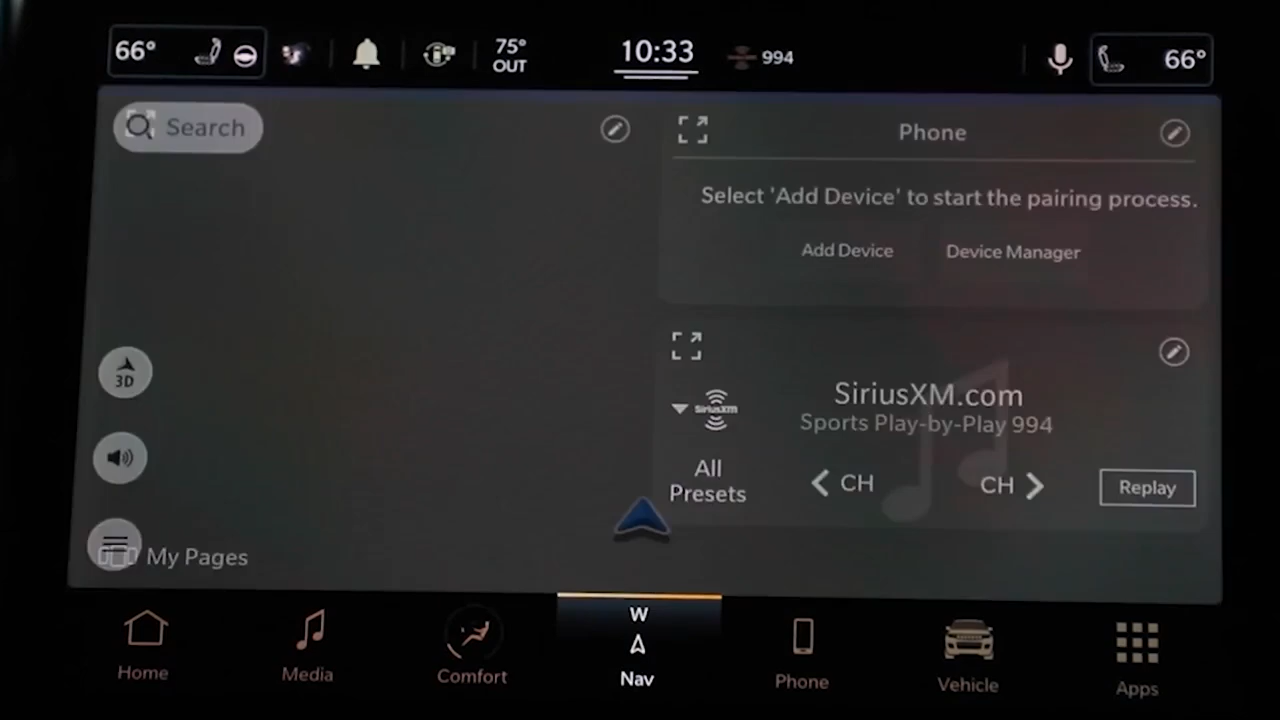 66°
75°
OUT
10:33
994
66°
Search
Phone
Select 'Add Device' to start the pairing process.
Add Device
Device Manager
3D
SiriusXM
SiriusXM.com
Sports Play-by-Play 994
All
Presets
CH
CH
Replay
My Pages
W
Home
Media
Comfort
Nav
Phone
Vehicle
Apps